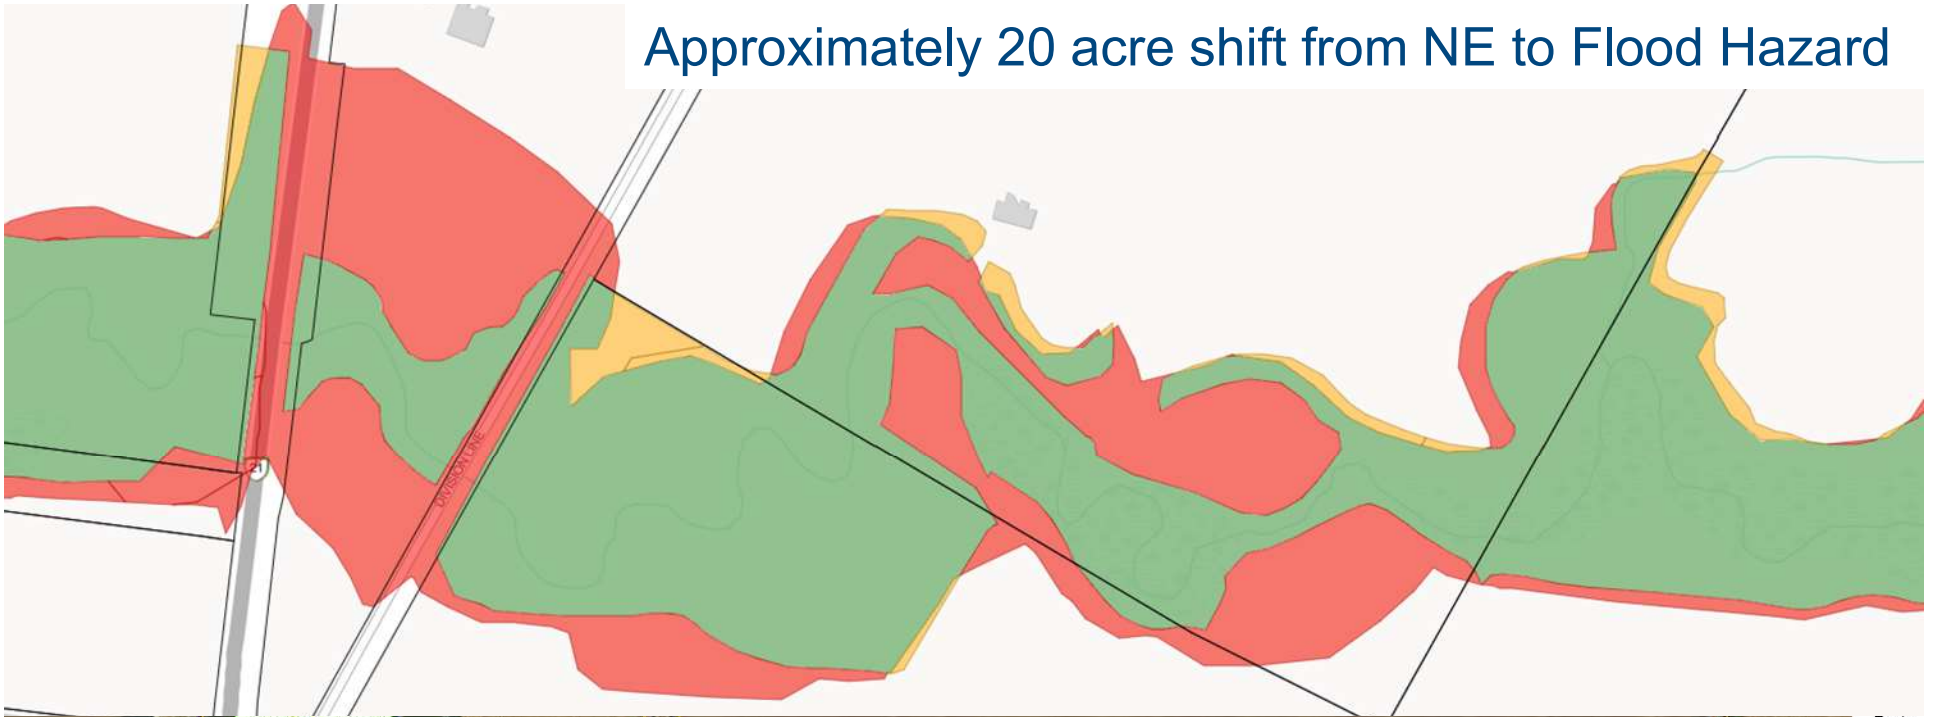 Approximately 20 acre shift from NE to Flood Hazard
21
DIVISION LINE